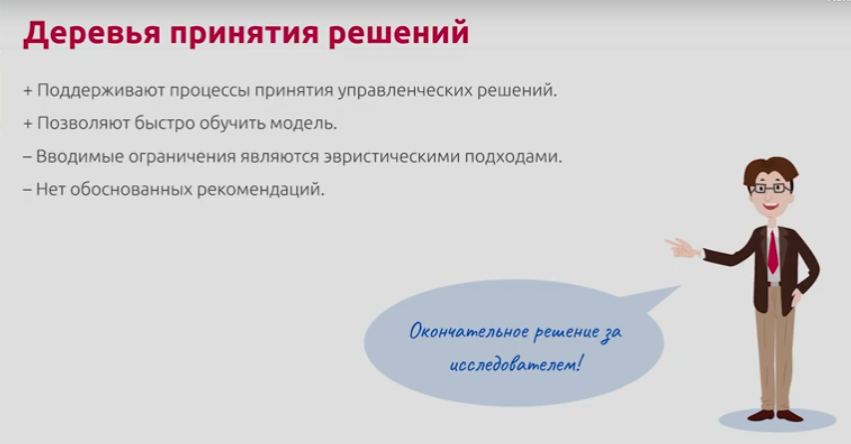 Деревья принятия решений
+ Поддерживают процессы принятия управленческих решений.
+ Позволяют быстро обучить модель.
– Вводимые ограничения являются эвристическими подходами.
– Нет обоснованных рекомендаций.
Окончательное решение за
исследователем!